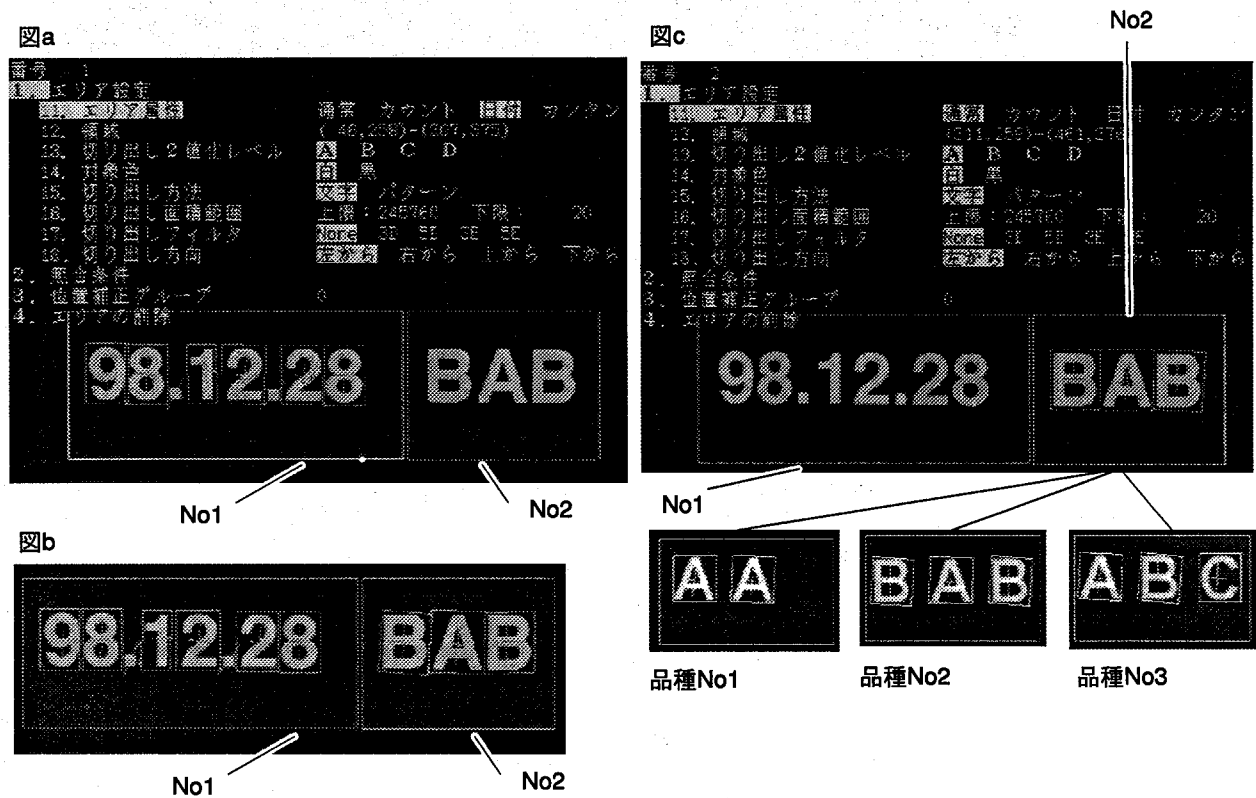 図a
番号 1
1. エリア設定
11. エリア条件 通常 カウント 日付 カンタン
12. 領域
13. 切り出し2値化レベル A B C D
14. 対象色 白 黒
15. 切り出し方法 文字 パターン
16. 切り出し面積範囲 上限:245760 下限: 20
17. 切り出しフィルタ None
18. 切り出し方向 左から 右から 上から 下から
2. 照合条件
3. 位置補正グループ 0
4. エリアの削除
98.12.28 BAB
No1 No2
図b
98.12.28 BAB
No1 No2
図c
No2
番号 2
1. エリア設定
11. エリア条件 通常 カウント 日付 カンタン
12. 領域
13. 切り出し2値化レベル A B C D
14. 対象色 白 黒
15. 切り出し方法 文字 パターン
16. 切り出し面積範囲 上限:245760 下限: 20
17. 切り出しフィルタ None
18. 切り出し方向 左から 右から 上から 下から
2. 照合条件
3. 位置補正グループ 0
4. エリアの削除
98.12.28 BAB
No1
AA BAB ABC
品種No1 品種No2 品種No3